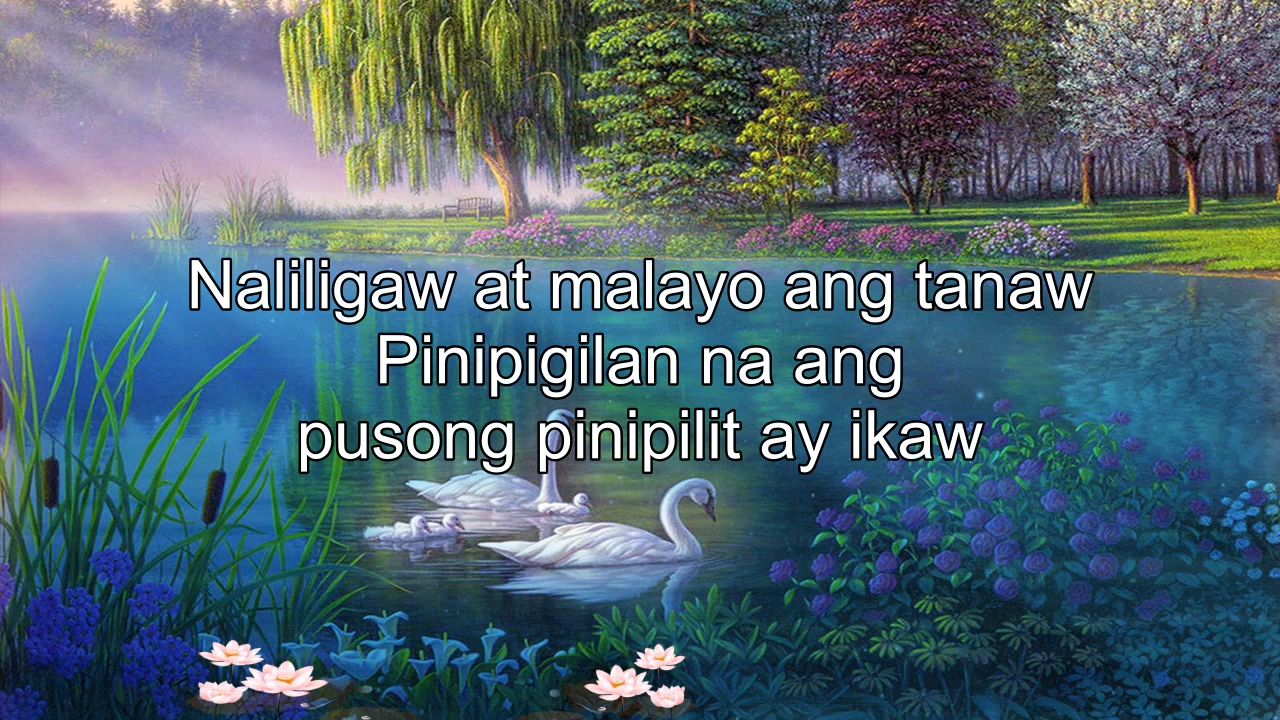 Naliligaw at malayo ang tanaw
Pinipigilan na ang
pusong pinipilit ay ikaw